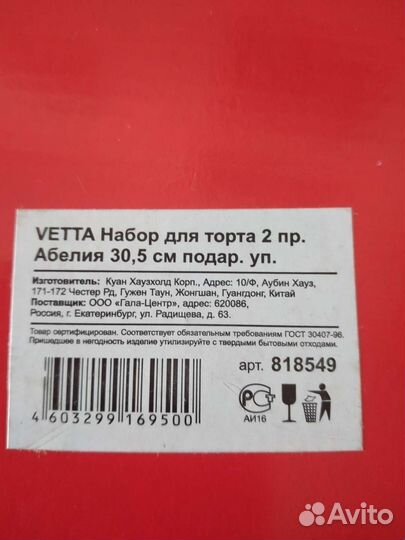 VETTA Набор для торта 2 пр.
Абелия 30,5 см подар. уп.
Изготовитель: Куан Хаузхолд Корп., Адрес: 10/Ф, Аубин Хауз,
171-172 Честер Рд, Гужен Таун, Жонгшан, Гуангдонг, Китай
Поставщик: ООО «Гала-Центр», адрес: 620086,
Россия, г. Екатеринбург, ул. Радищева, д. 63.
Товар сертифицирован. Соответствует обязательным требованиям ГОСТ 30407-96.
Пришедшее в негодность изделие утилизируйте с твердыми бытовыми отходами.
арт. 818549
4 603299 169500
РСТ
АИ16
Avito